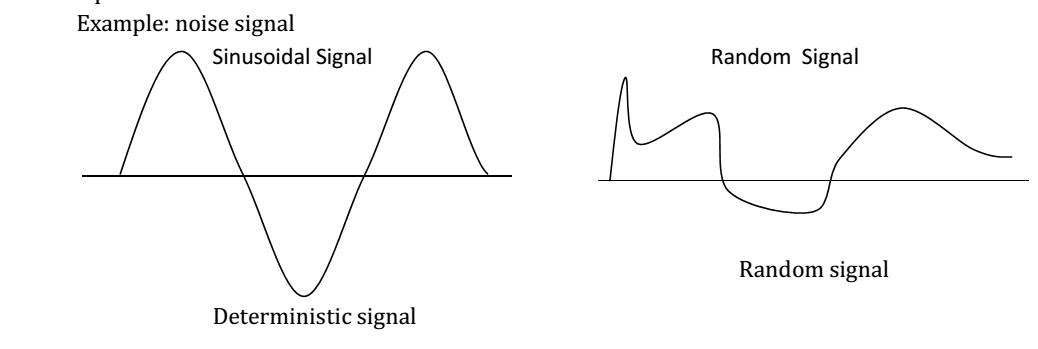 Example: noise signal
Sinusoidal Signal
Random Signal
Random signal
Deterministic signal